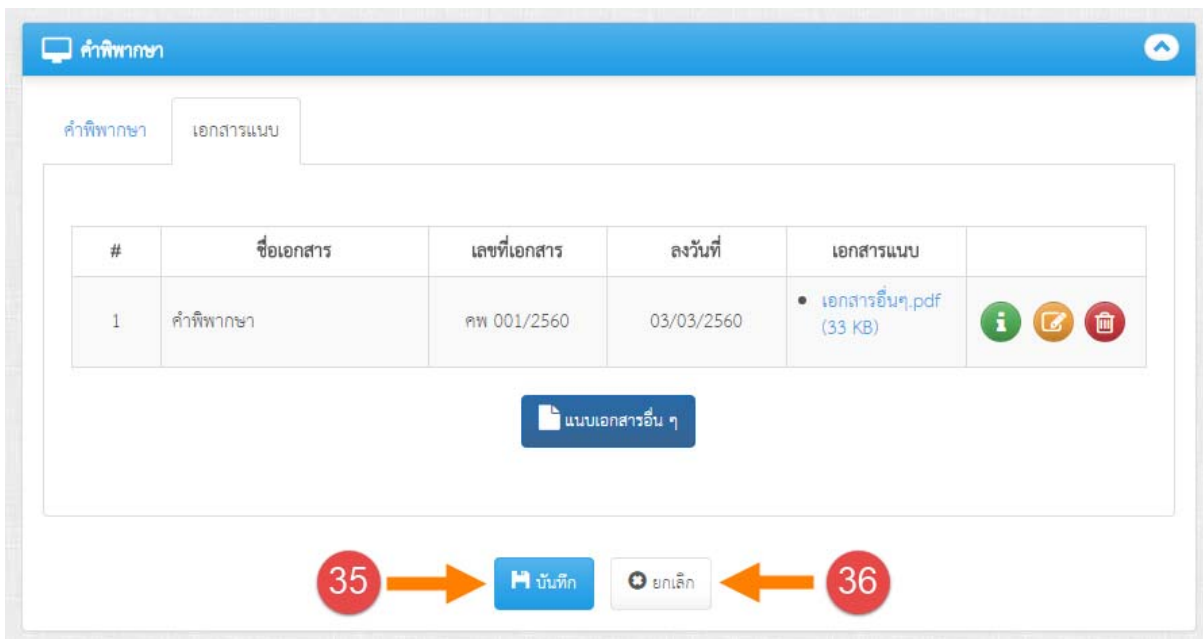 คำพิพากษา
คำพิพากษา เอกสารแนบ
# ชื่อเอกสาร เลขที่เอกสาร ลงวันที่ เอกสารแนบ
1 คำพิพากษา คพ 001/2560 03/03/2560 เอกสารอื่นๆ.pdf
(33 KB)
แนบเอกสารอื่น ๆ
35 บันทึก ยกเลิก 36